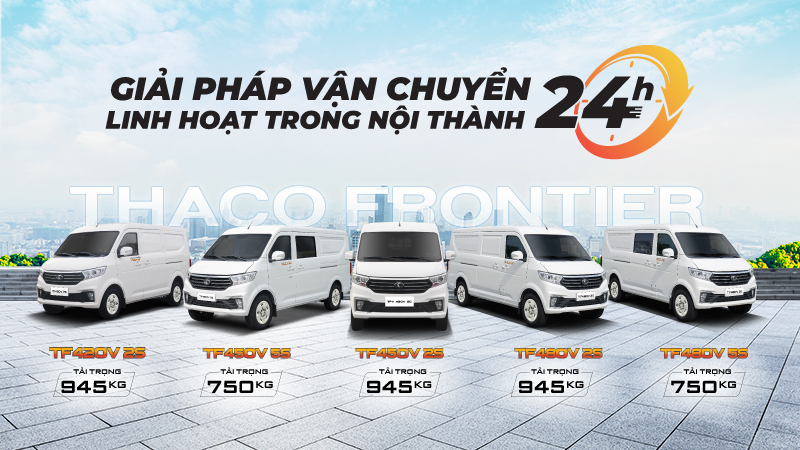 GIẢI PHÁP VẬN CHUYỂN
LINH HOẠT TRONG NỘI THÀNH
24h
THACO FRONTIER
TF420V 2S
TẢI TRỌNG
945KG
TF450V 5S
TẢI TRỌNG
750KG
TF450V 2S
TẢI TRỌNG
945KG
TF480V 2S
TẢI TRỌNG
945KG
TF480V 5S
TẢI TRỌNG
750KG